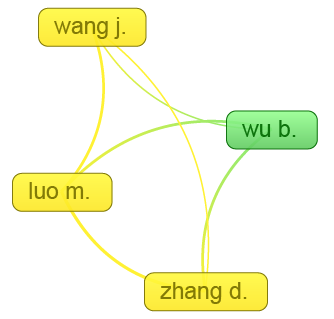 wang j.
wu b.
luo m.
zhang d.